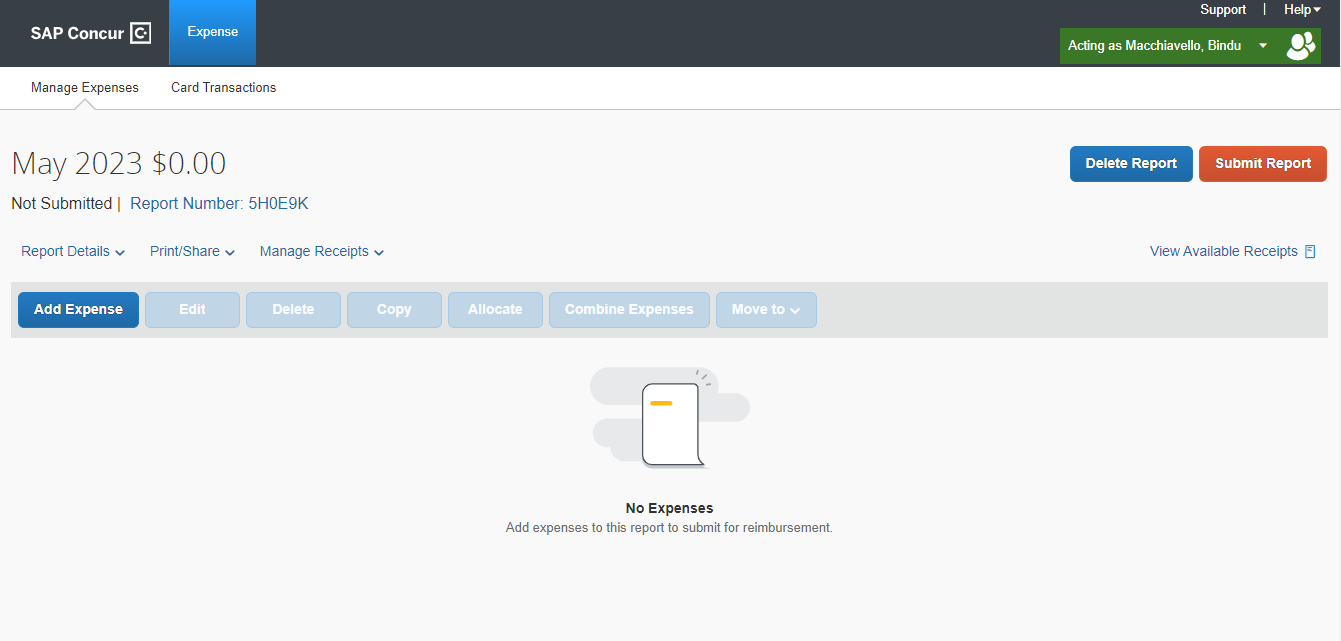 Support | Help
SAP Concur C
Expense
Acting as Macchiavello, Bindu
Manage Expenses Card Transactions
May 2023 $0.00
Delete Report Submit Report
Not Submitted | Report Number: 5H0E9K
Report Details Print/Share Manage Receipts View Available Receipts
Add Expense Edit Delete Copy Allocate Combine Expenses Move to
No Expenses
Add expenses to this report to submit for reimbursement.